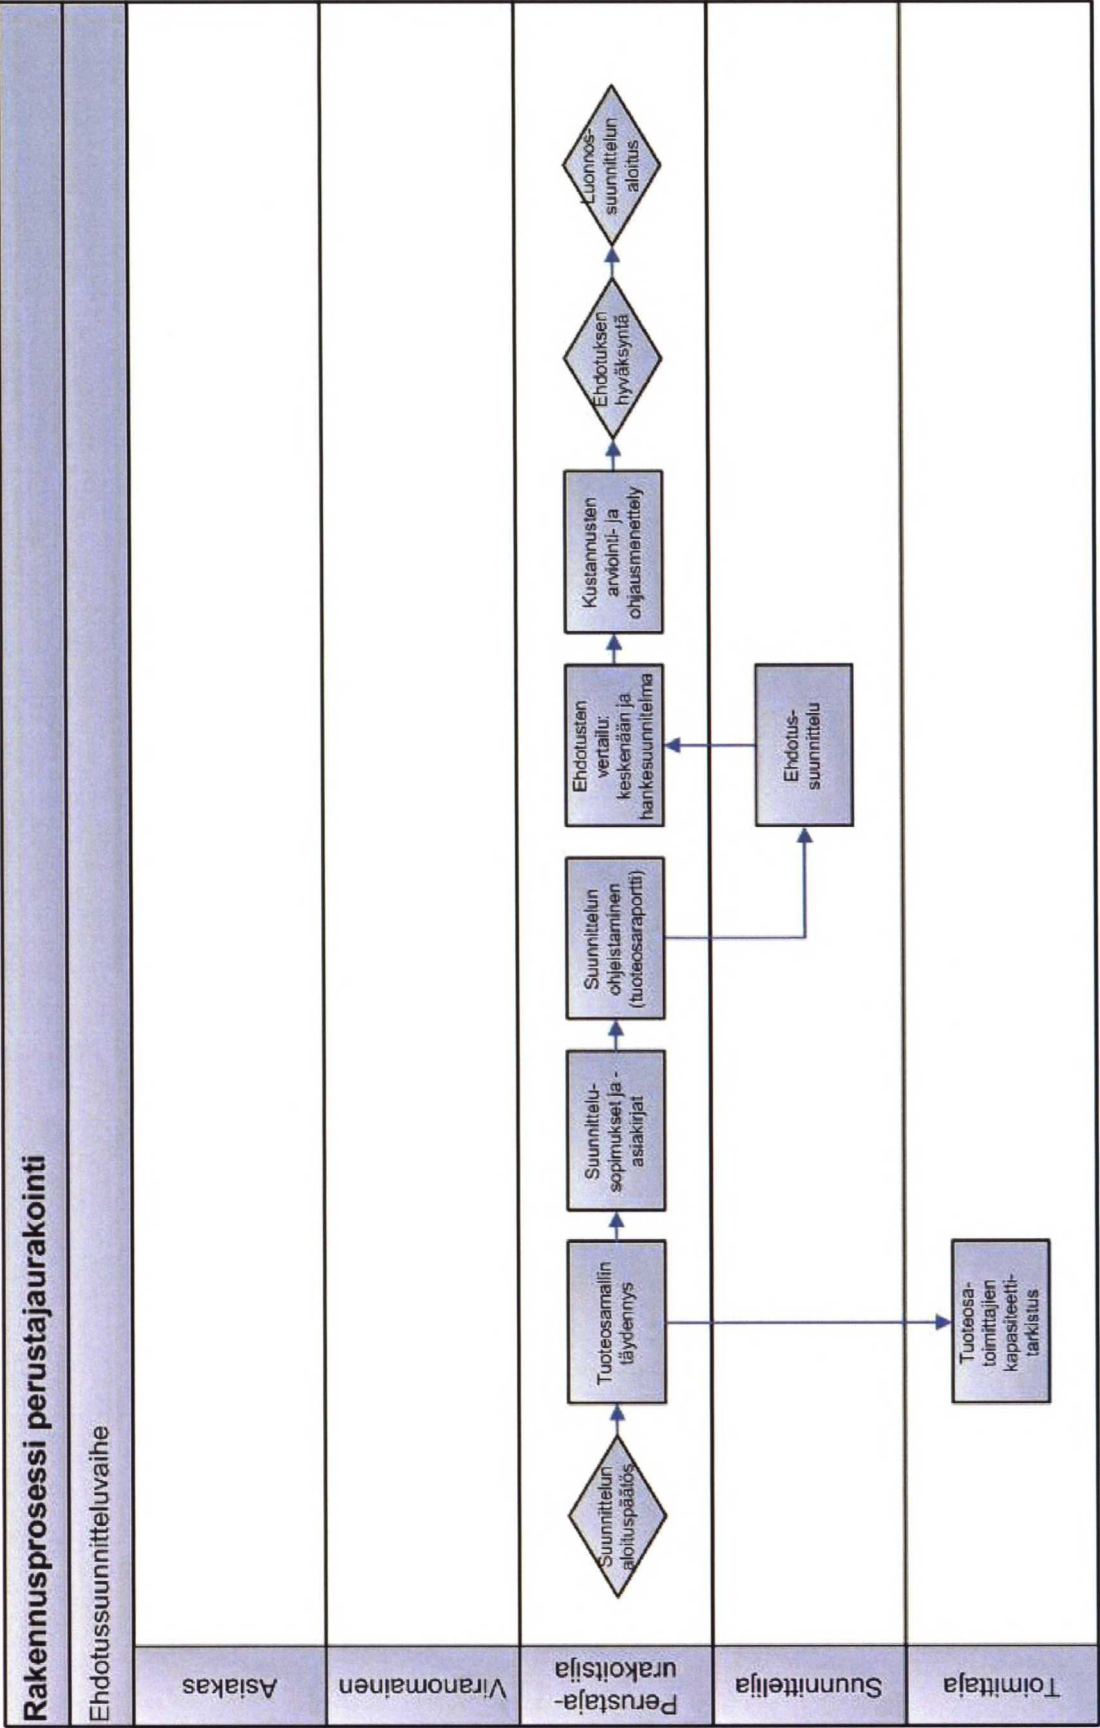 Rakennusprosessi perustajaurakointi
Ehdotussuunnitteluvaihe
Asiakas
Viranomainen
Perustaja-
urakoitsija
Suunnittelun
aloituspäätös
Tuoteosamallin
täydennys
Suunnittelu-
sopimukset ja -
asiakirjat
Suunnittelun
ohjeistaminen
(tuoteosaraportti)
Ehdotusten
vertailu:
keskenään ja
hankesuunnitelma
Kustannusten
arviointi- ja
ohjausmenettely
Ehdotuksen
hyväksyntä
Luonnos-
suunnittelun
aloitus
Suunnittelija
Ehdotus-
suunnittelu
Toimittaja
Tuoteosa-
toimittajien
kapasiteetti-
tarkistus